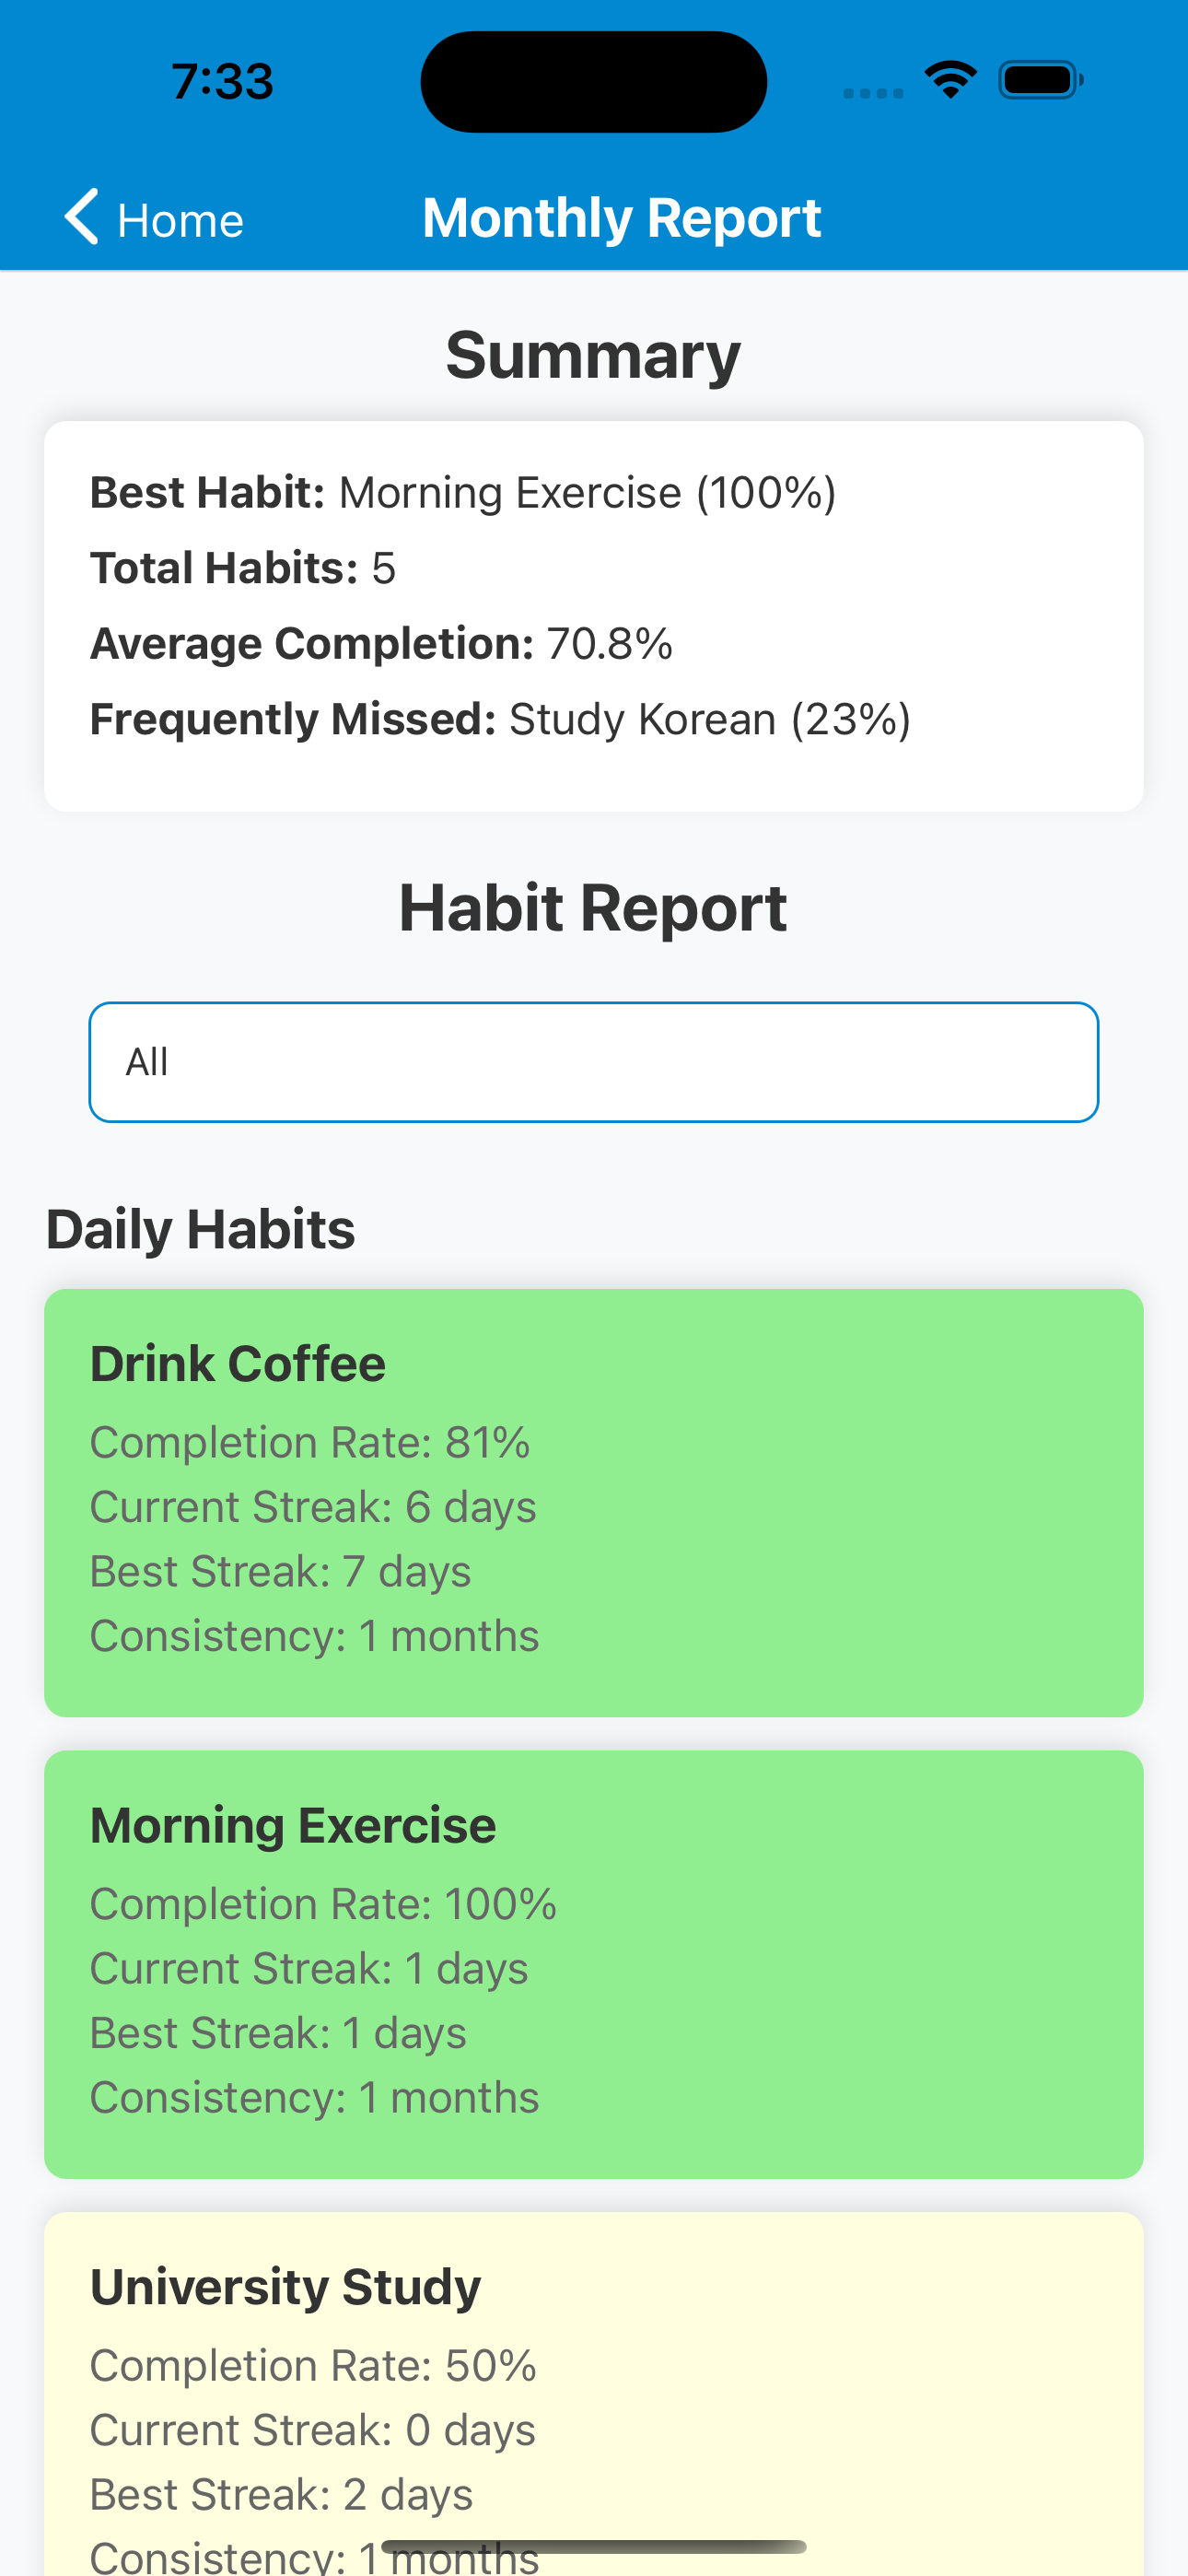 7:33
Home
Monthly Report
Summary
Best Habit: Morning Exercise (100%)
Total Habits: 5
Average Completion: 70.8%
Frequently Missed: Study Korean (23%)
Habit Report
All
Daily Habits
Drink Coffee
Completion Rate: 81%
Current Streak: 6 days
Best Streak: 7 days
Consistency: 1 months
Morning Exercise
Completion Rate: 100%
Current Streak: 1 days
Best Streak: 1 days
Consistency: 1 months
University Study
Completion Rate: 50%
Current Streak: 0 days
Best Streak: 2 days
Consistency: 1 months